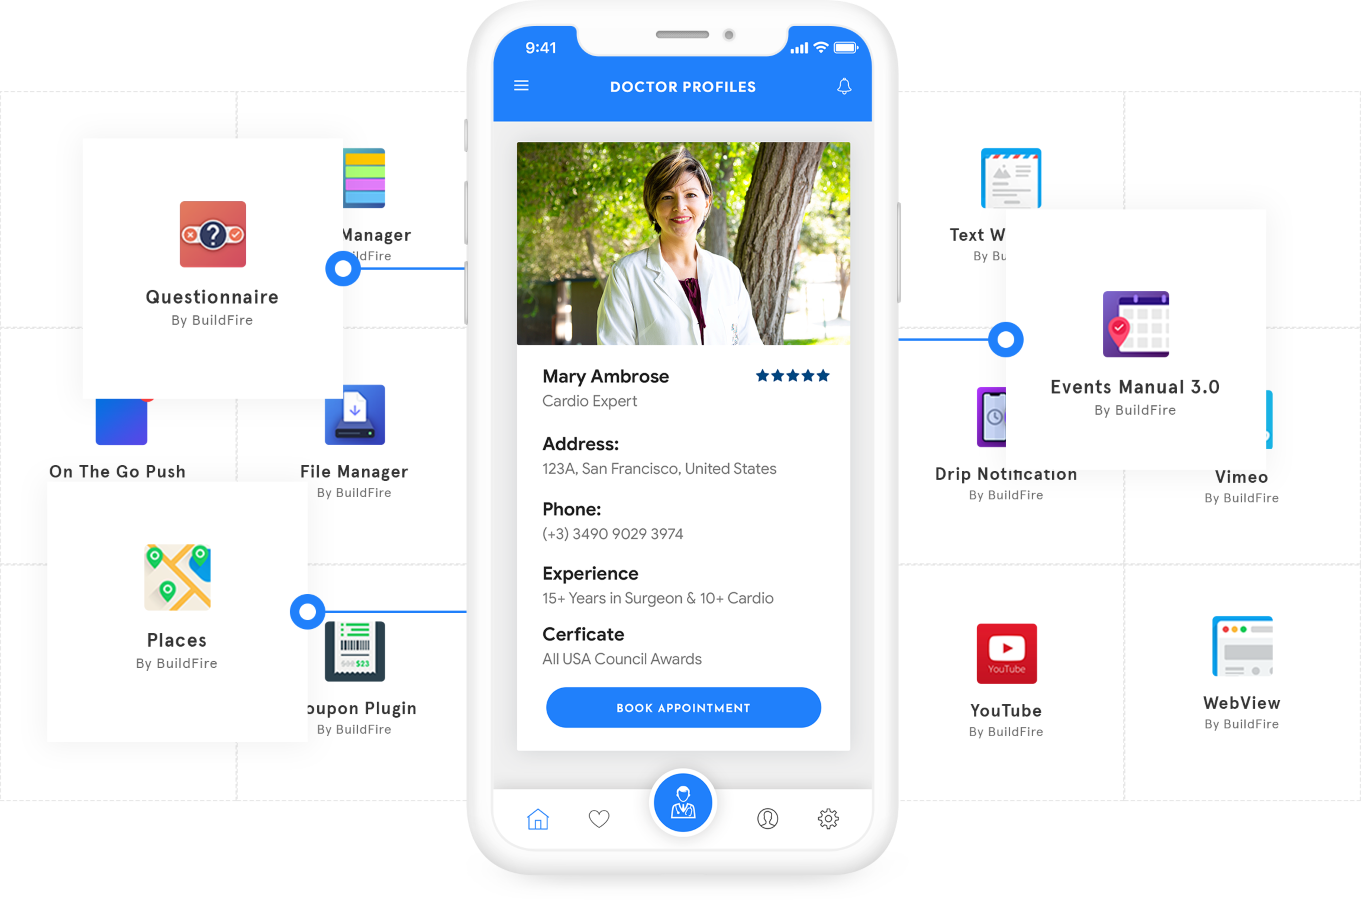 9:41
DOCTOR PROFILES
Manager
ildFire
Questionnaire
By BuildFire
On The Go Push
File Manager
By BuildFire
Places
By BuildFire
$23
oupon Plugin
By BuildFire
Mary Ambrose
Cardio Expert
Address:
123A, San Francisco, United States
Phone:
(+3) 3490 9029 3974
Experience
15+ Years in Surgeon & 10+ Cardio
Cerficate
All USA Council Awards
BOOK APPOINTMENT
Text W
By Bu
Events Manual 3.0
By BuildFire
Drip Notification
By BuildFire
Vimeo
By BuildFire
YouTube
YouTube
By BuildFire
WebView
By BuildFire